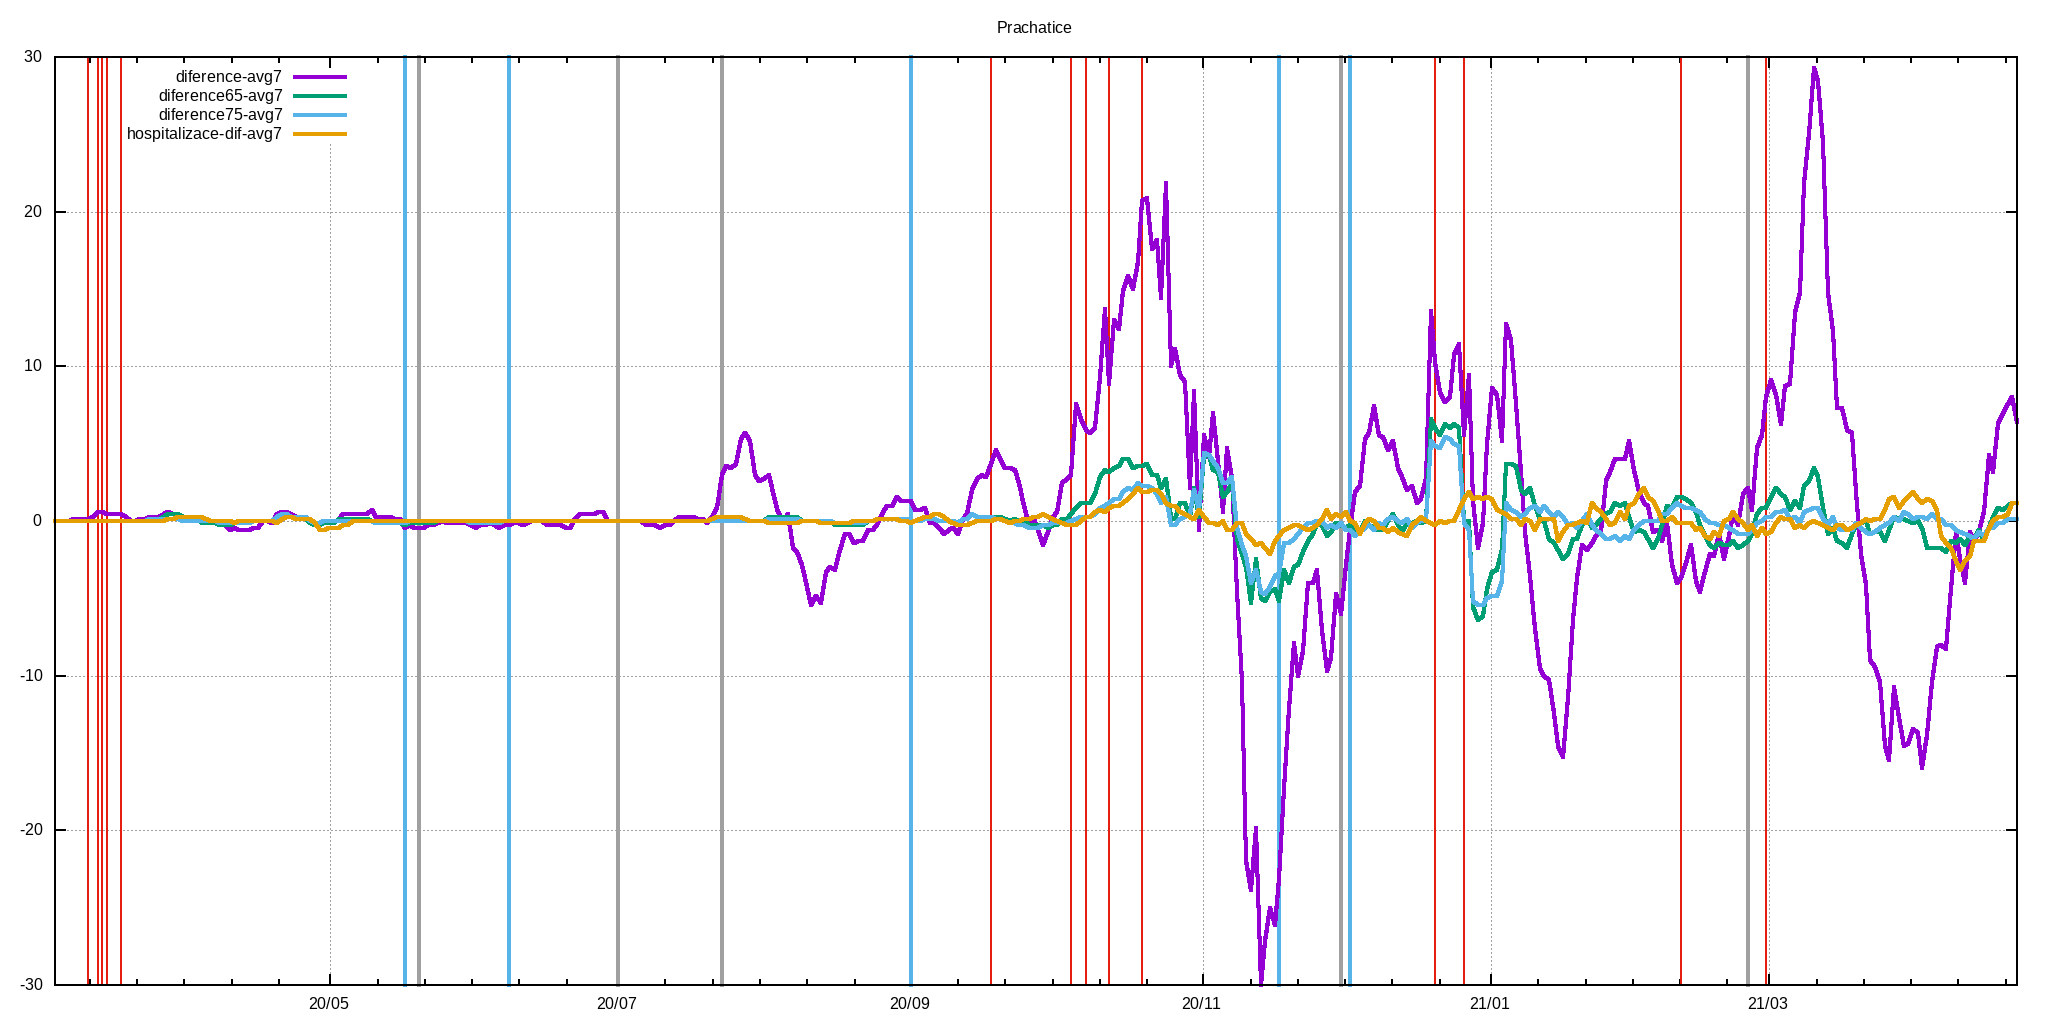 Prachatice
diference-avg7
diference65-avg7
diference75-avg7
hospitalizace-dif-avg7
30
20
10
0
-10
-20
-30
20/05 20/07 20/09 20/11 21/01 21/03